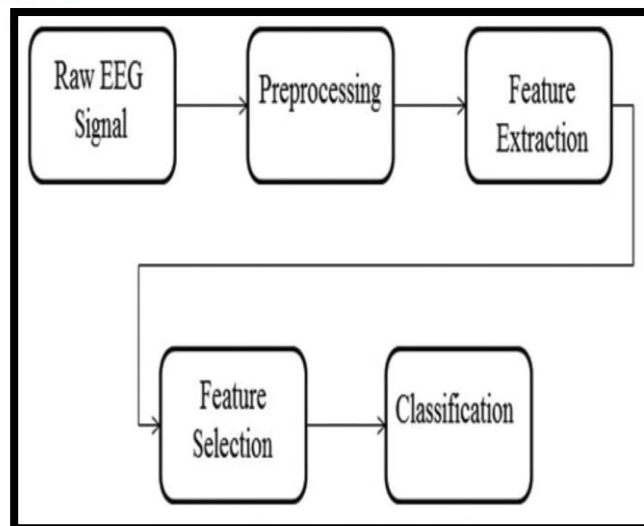 Raw EEG
Signal
Preprocessing
Feature
Extraction
Feature
Selection
Classification